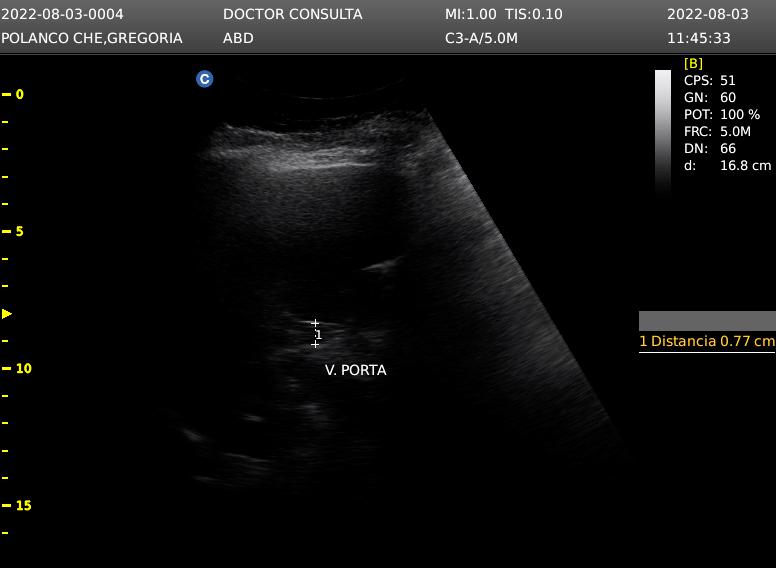 2022-08-03-0004 DOCTOR CONSULTA MI:1.00 TIS:0.10 2022-08-03
POLANCO CHE,GREGORIA ABD C3-A/5.0M 11:45:33
C
[B]
CPS: 51
GN: 60
POT: 100 %
FRC: 5.0M
DN: 66
d: 16.8 cm
0
5
10
15
1
V. PORTA
1 Distancia 0.77 cm